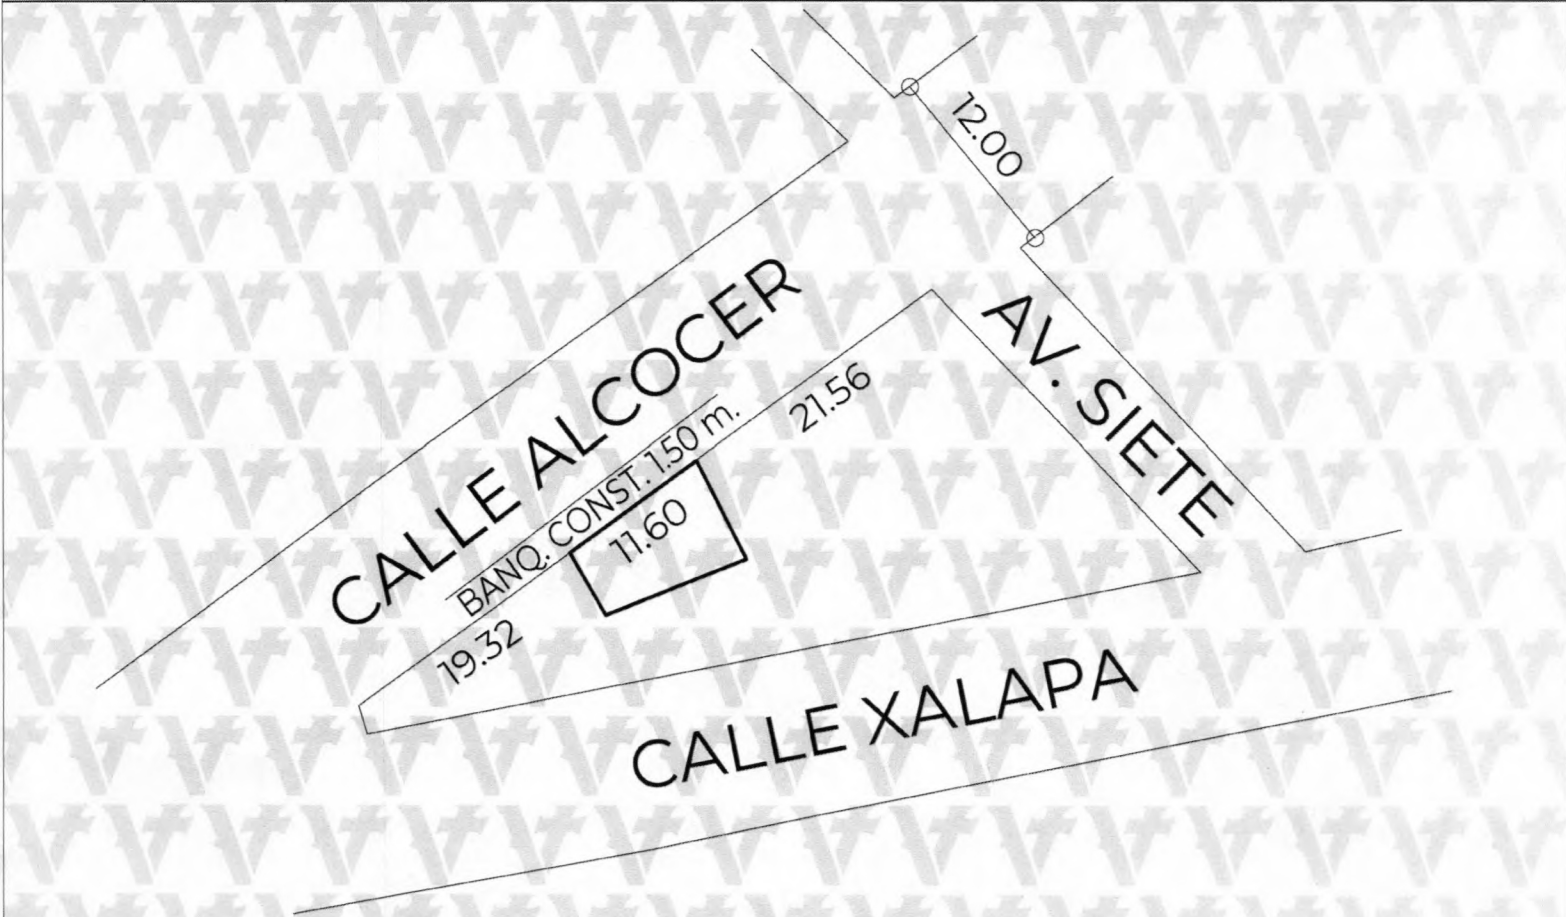 12.00
CALLE ALCOCER
AV. SIETE
21.56
BANQ. CONST. 1.50 m.
11.60
19.32
CALLE XALAPA